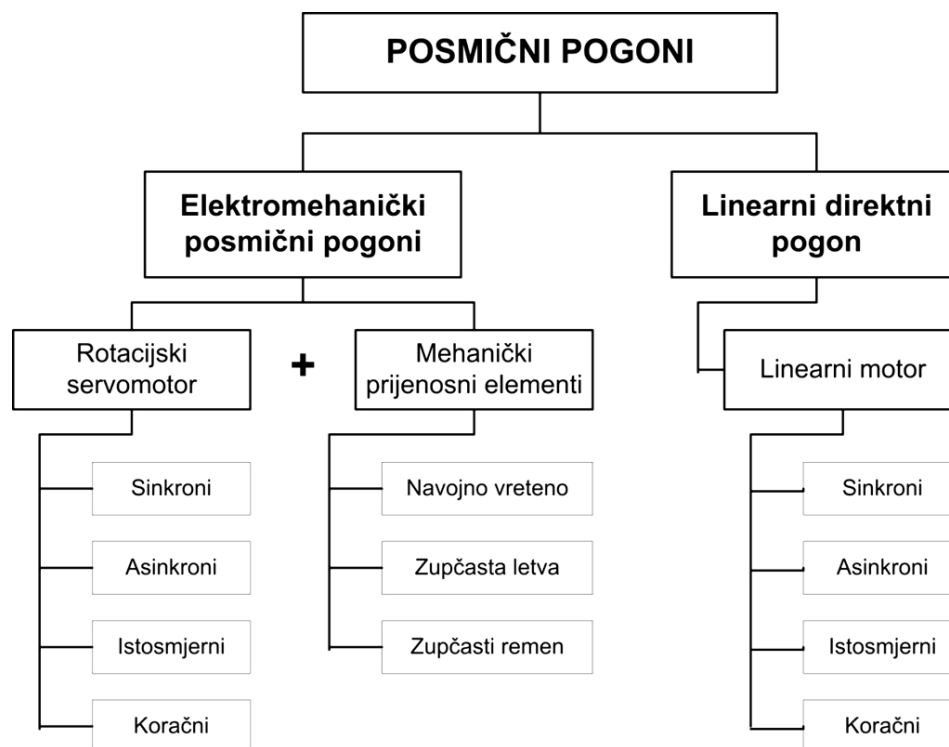 POSMIČNI POGONI
Elektromehanički
posmični pogoni
Linearni direktni
pogon
Rotacijski
servomotor
+
Mehanički
prijenosni elementi
Linearni motor
Sinkroni
Asinkroni
Istosmjerni
Koračni
Navojno vreteno
Zupčasta letva
Zupčasti remen
Sinkroni
Asinkroni
Istosmjerni
Koračni